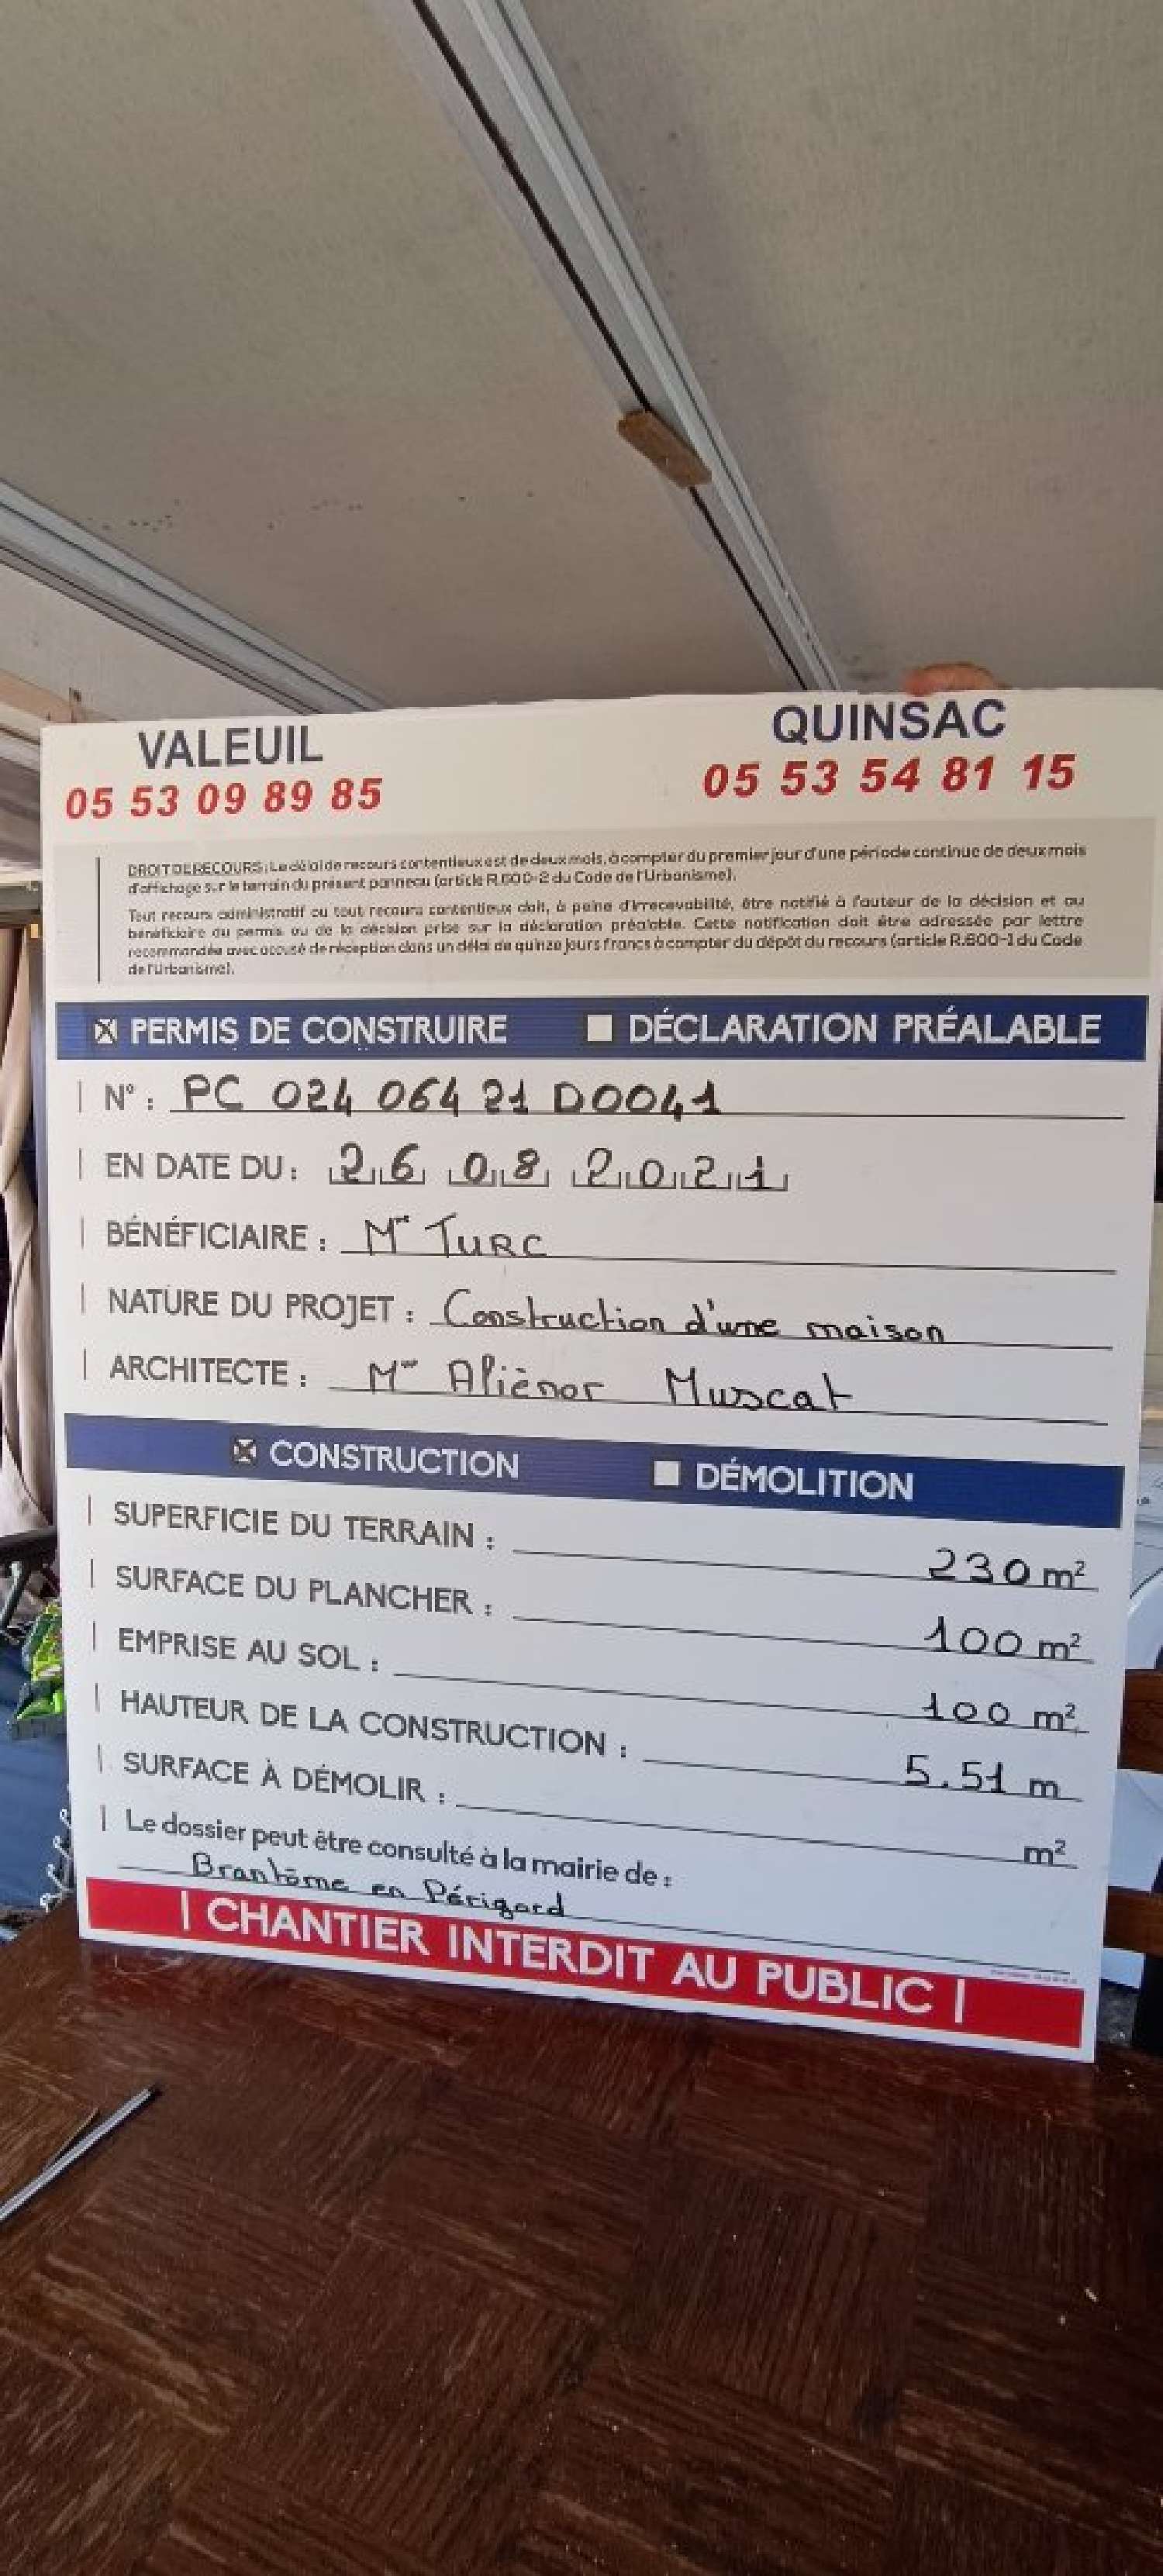 VALEUIL
QUINSAC
05 53 09 89 85
05 53 54 81 15
DROIT DE RECOURS : Le délai de recours contentieux est de deux mois, à compter du premier jour d'une période continue de deux mois
d'affichage sur le terrain du présent panneau (article R.600-2 du Code de l'Urbanisme).
Tout recours administratif ou tout recours contentieux doit, à peine d'irrecevabilité, être notifié à l'auteur de la décision et au
bénéficiaire du permis ou de la décision prise sur la déclaration préalable. Cette notification doit être adressée par lettre
recommandée avec accusé de réception dans un délai de quinze jours francs à compter du dépôt du recours (article R.600-1 du Code
de l'Urbanisme).
PERMIS DE CONSTRUIRE
DÉCLARATION PRÉALABLE
N° : PC 024 064 21 D0041
EN DATE DU : 26 08 2021
BÉNÉFICIAIRE : Mme TURC
NATURE DU PROJET : Construction d'une maison
ARCHITECTE : Mme Aliènor Muscat
CONSTRUCTION
DÉMOLITION
SUPERFICIE DU TERRAIN : 230 m²
SURFACE DU PLANCHER : 100 m²
EMPRISE AU SOL : 100 m²
HAUTEUR DE LA CONSTRUCTION : 5.51 m
SURFACE À DÉMOLIR : m²
Le dossier peut être consulté à la mairie de :
Brantôme en Périgord
| CHANTIER INTERDIT AU PUBLIC |